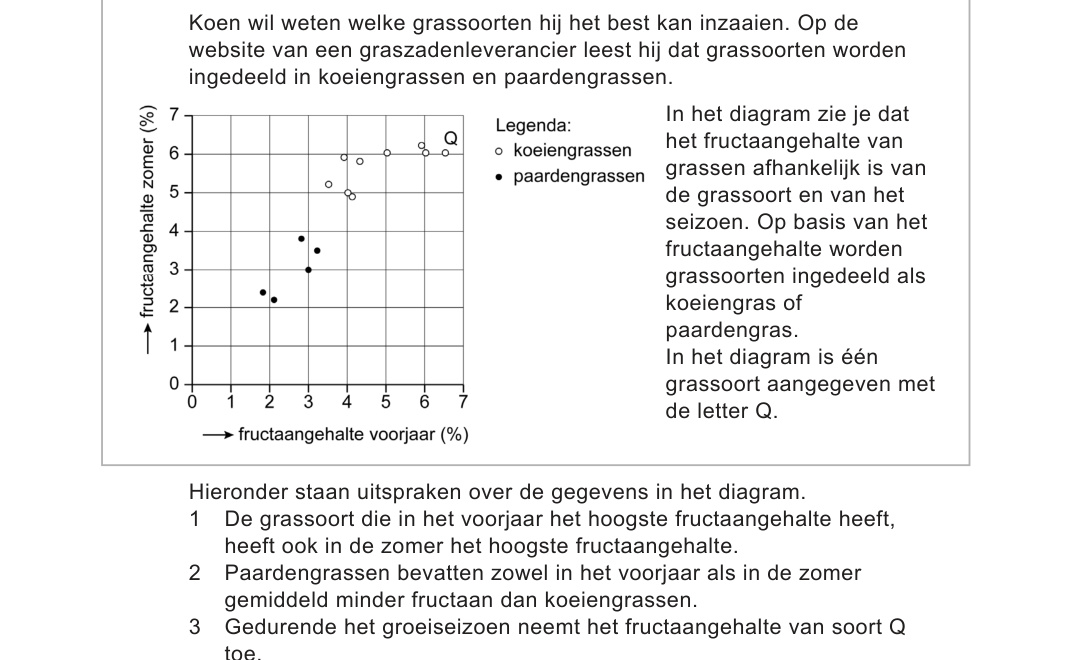 Koen wil weten welke grassoorten hij het best kan inzaaien. Op de
website van een graszadenleverancier leest hij dat grassoorten worden
ingedeeld in koeiengrassen en paardengrassen.
fructaangehalte zomer (%)
7
6
5
4
3
2
1
0
Q
0 1 2 3 4 5 6 7
fructaangehalte voorjaar (%)
Legenda:
koeiengrassen
paardengrassen
In het diagram zie je dat
het fructaangehalte van
grassen afhankelijk is van
de grassoort en van het
seizoen. Op basis van het
fructaangehalte worden
grassoorten ingedeeld als
koeiengras of
paardengras.
In het diagram is één
grassoort aangegeven met
de letter Q.
Hieronder staan uitspraken over de gegevens in het diagram.
1 De grassoort die in het voorjaar het hoogste fructaangehalte heeft,
heeft ook in de zomer het hoogste fructaangehalte.
2 Paardengrassen bevatten zowel in het voorjaar als in de zomer
gemiddeld minder fructaan dan koeiengrassen.
3 Gedurende het groeiseizoen neemt het fructaangehalte van soort Q
toe.